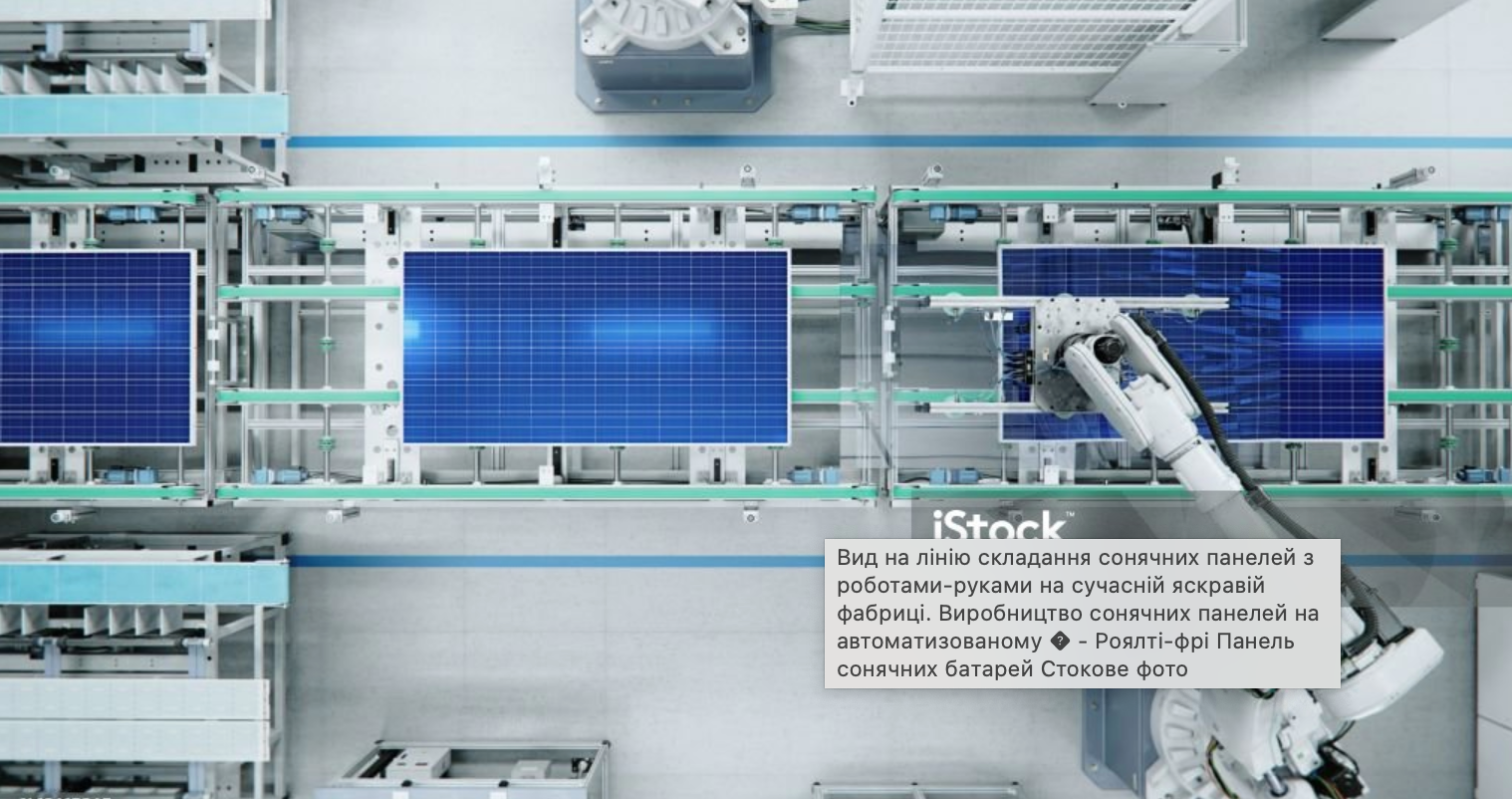 iStock™
Вид на лінію складання сонячних панелей з
роботами-руками на сучасній яскравій
фабриці. Виробництво сонячних панелей на
автоматизованому � - Роялті-фрі Панель
сонячних батарей Стокове фото